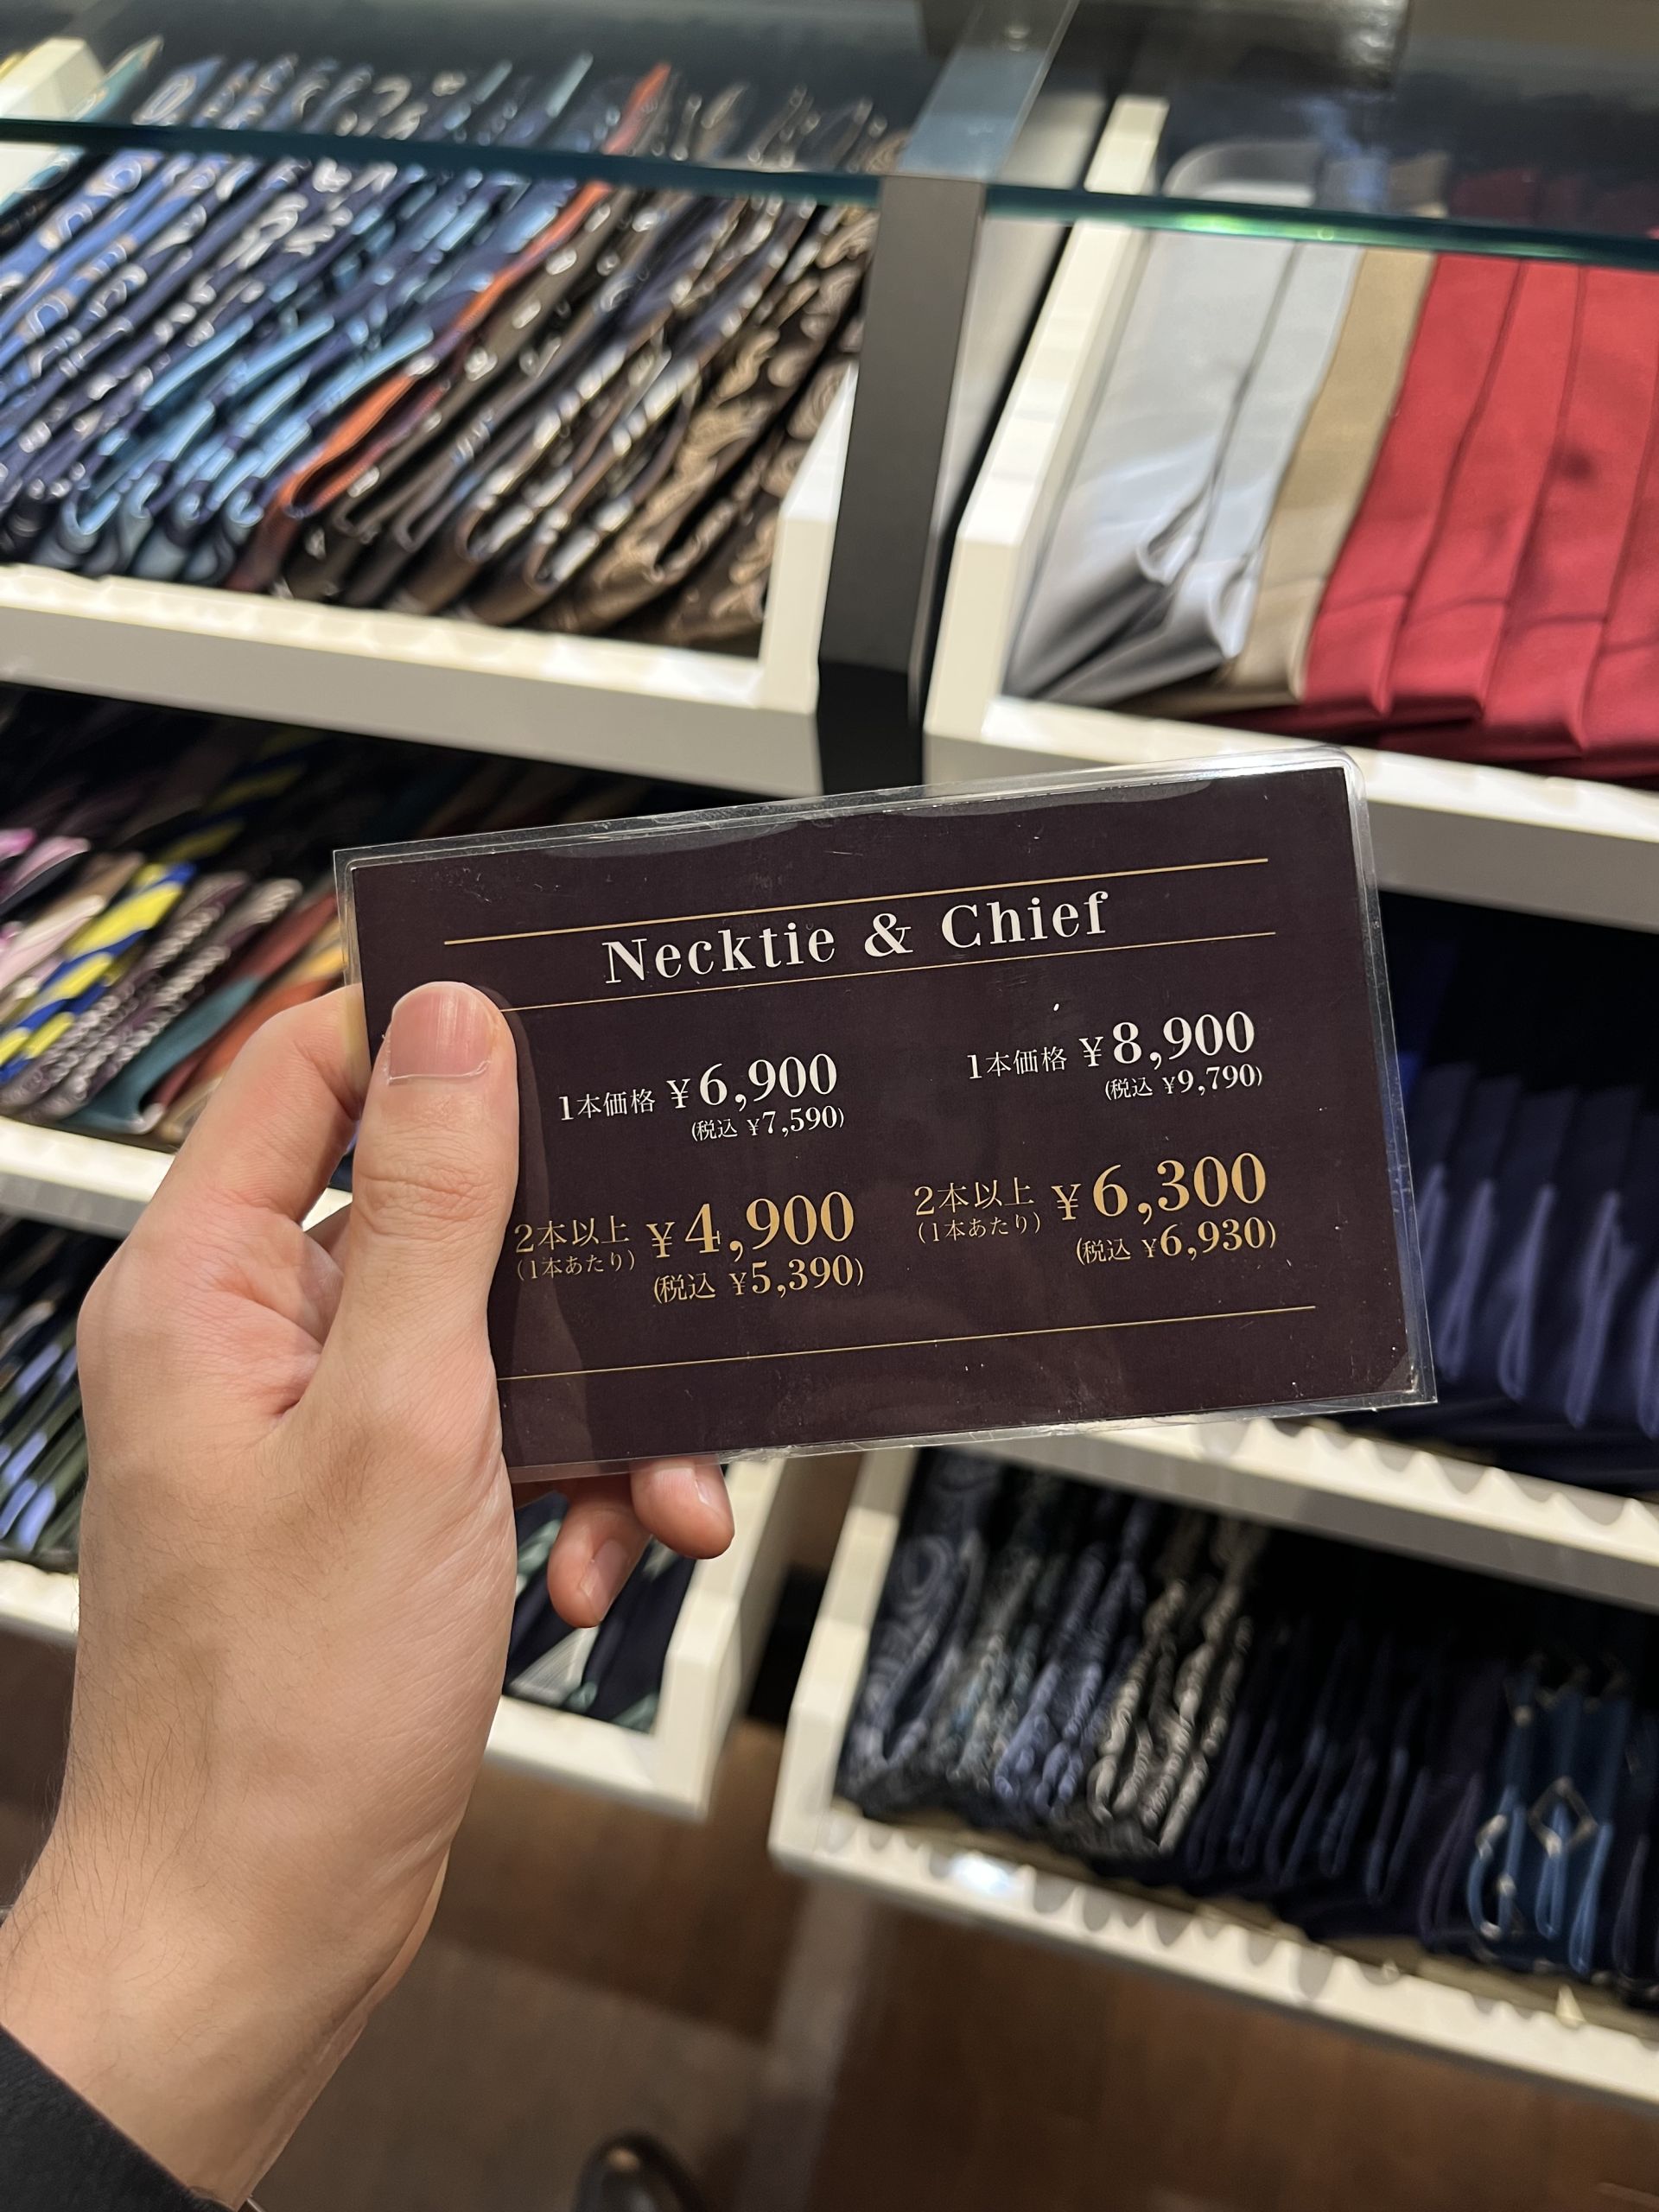 Necktie & Chief
1本価格 ¥6,900
(税込 ¥7,590)
1本価格 ¥8,900
(税込 ¥9,790)
2本以上 ¥4,900
(1本あたり)
(税込 ¥5,390)
2本以上 ¥6,300
(1本あたり)
(税込 ¥6,930)